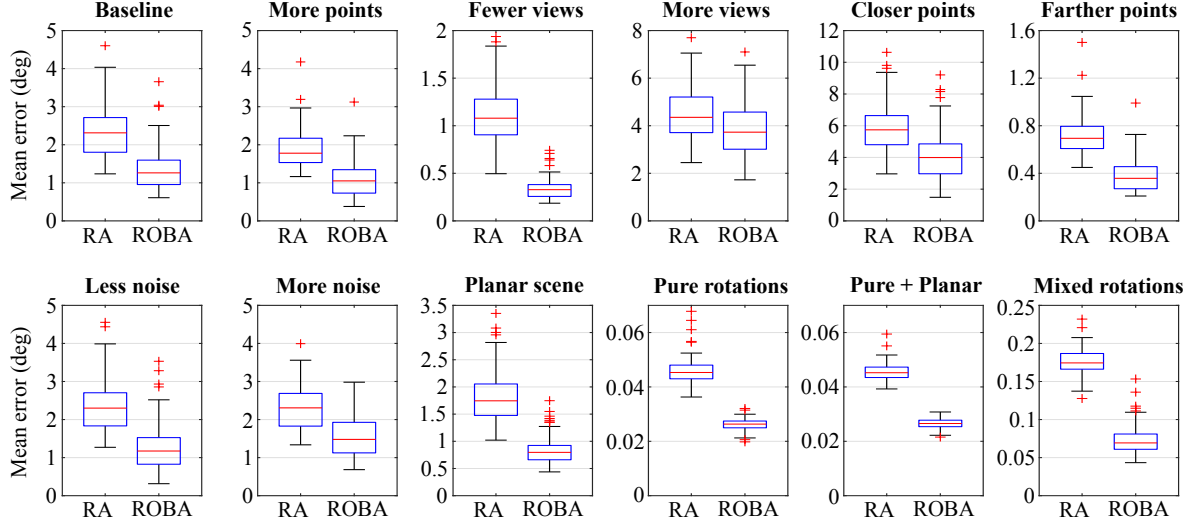 Baseline More points Fewer views More views Closer points Farther points
Mean error (deg)
5 5 2 8 12 1.6
4 4 1.5 6 10 1.2
3 3 1 4 8 0.8
2 2 0.5 2 6 0.4
1 1 0 0 4 0
0 0 2
0
RA ROBA RA ROBA RA ROBA RA ROBA RA ROBA RA ROBA
Less noise More noise Planar scene Pure rotations Pure + Planar Mixed rotations
Mean error (deg)
5 5 3.5 0.06 0.06 0.25
4 4 3 0.04 0.04 0.2
3 3 2.5 0.02 0.02 0.15
2 2 2 0 0 0.1
1 1 1.5 0.05
0 0 1 0
0.5
0
RA ROBA RA ROBA RA ROBA RA ROBA RA ROBA RA ROBA